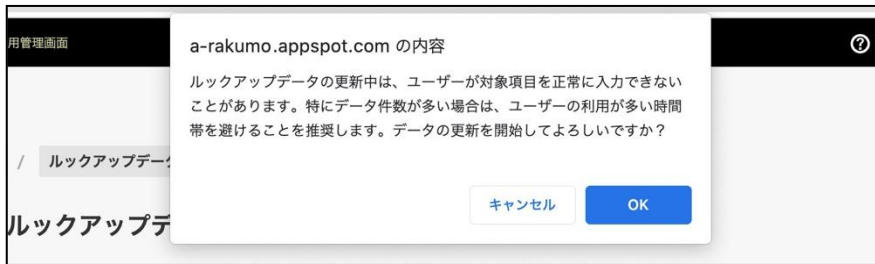 用管理画面
a-rakumo.appspot.com の内容
ルックアップデータの更新中は、ユーザーが対象項目を正常に入力できない
ことがあります。特にデータ件数が多い場合は、ユーザーの利用が多い時間
帯を避けることを推奨します。データの更新を開始してよろしいですか？
/ ルックアップデータ
キャンセル OK
ルックアップデ